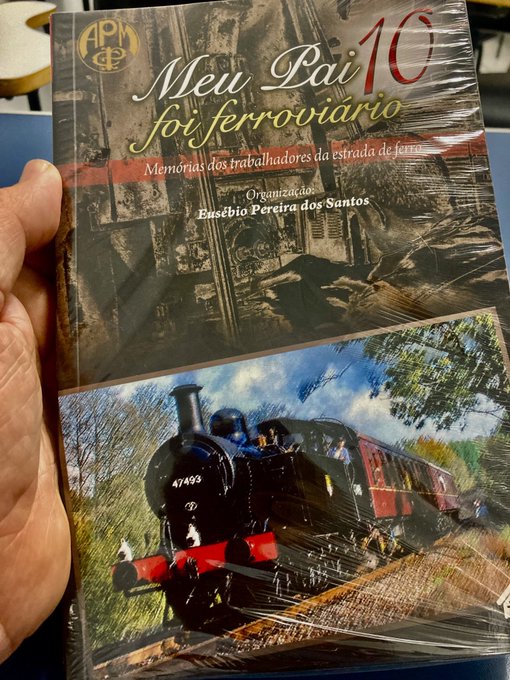 APM
Meu Pai 10
foi ferroviário
Memórias dos trabalhadores da estrada de ferro
Organização:
Eusébio Pereira dos Santos
47493